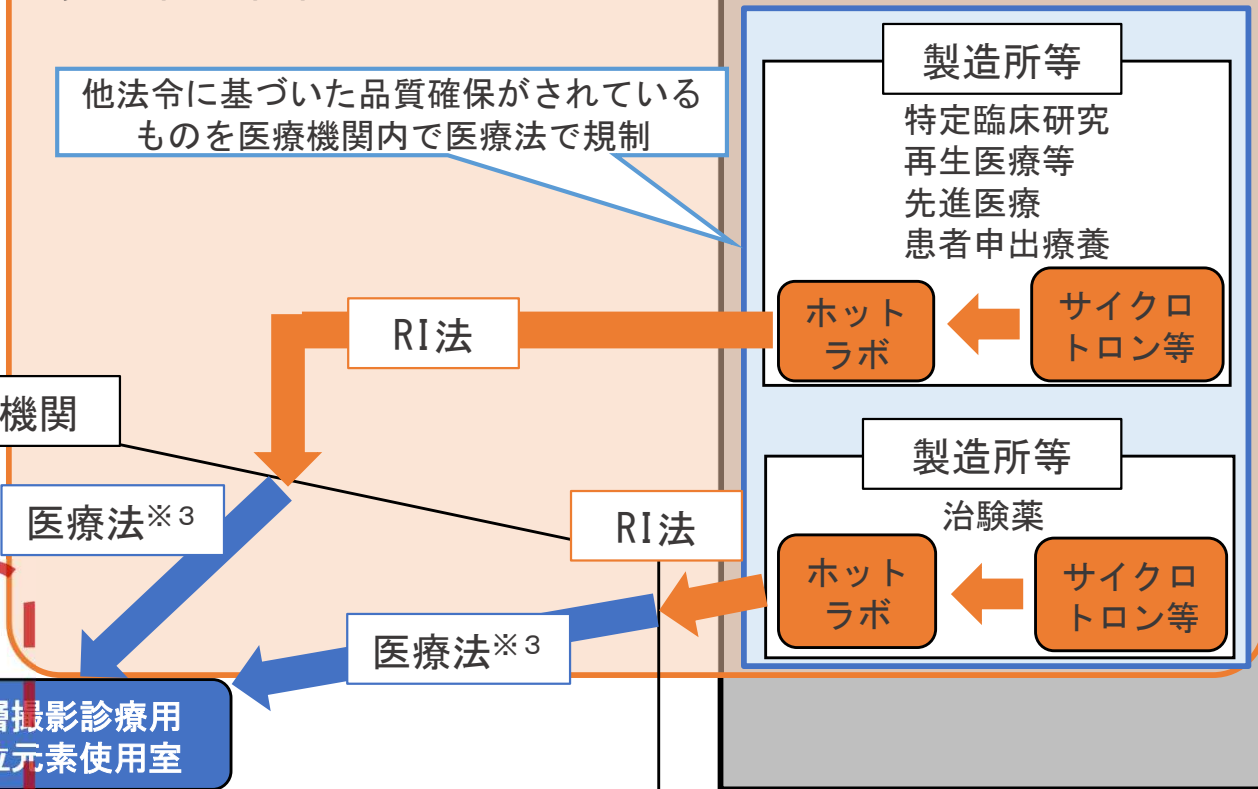 他法令に基づいた品質確保がされている
ものを医療機関内で医療法で規制
製造所等
特定臨床研究
再生医療等
先進医療
患者申出療養
ホット
ラボ
サイクロ
トロン等
RI法
機関
医療法※3
製造所等
治験薬
RI法
ホット
ラボ
サイクロ
トロン等
医療法※3
撮影診療用
元素使用室